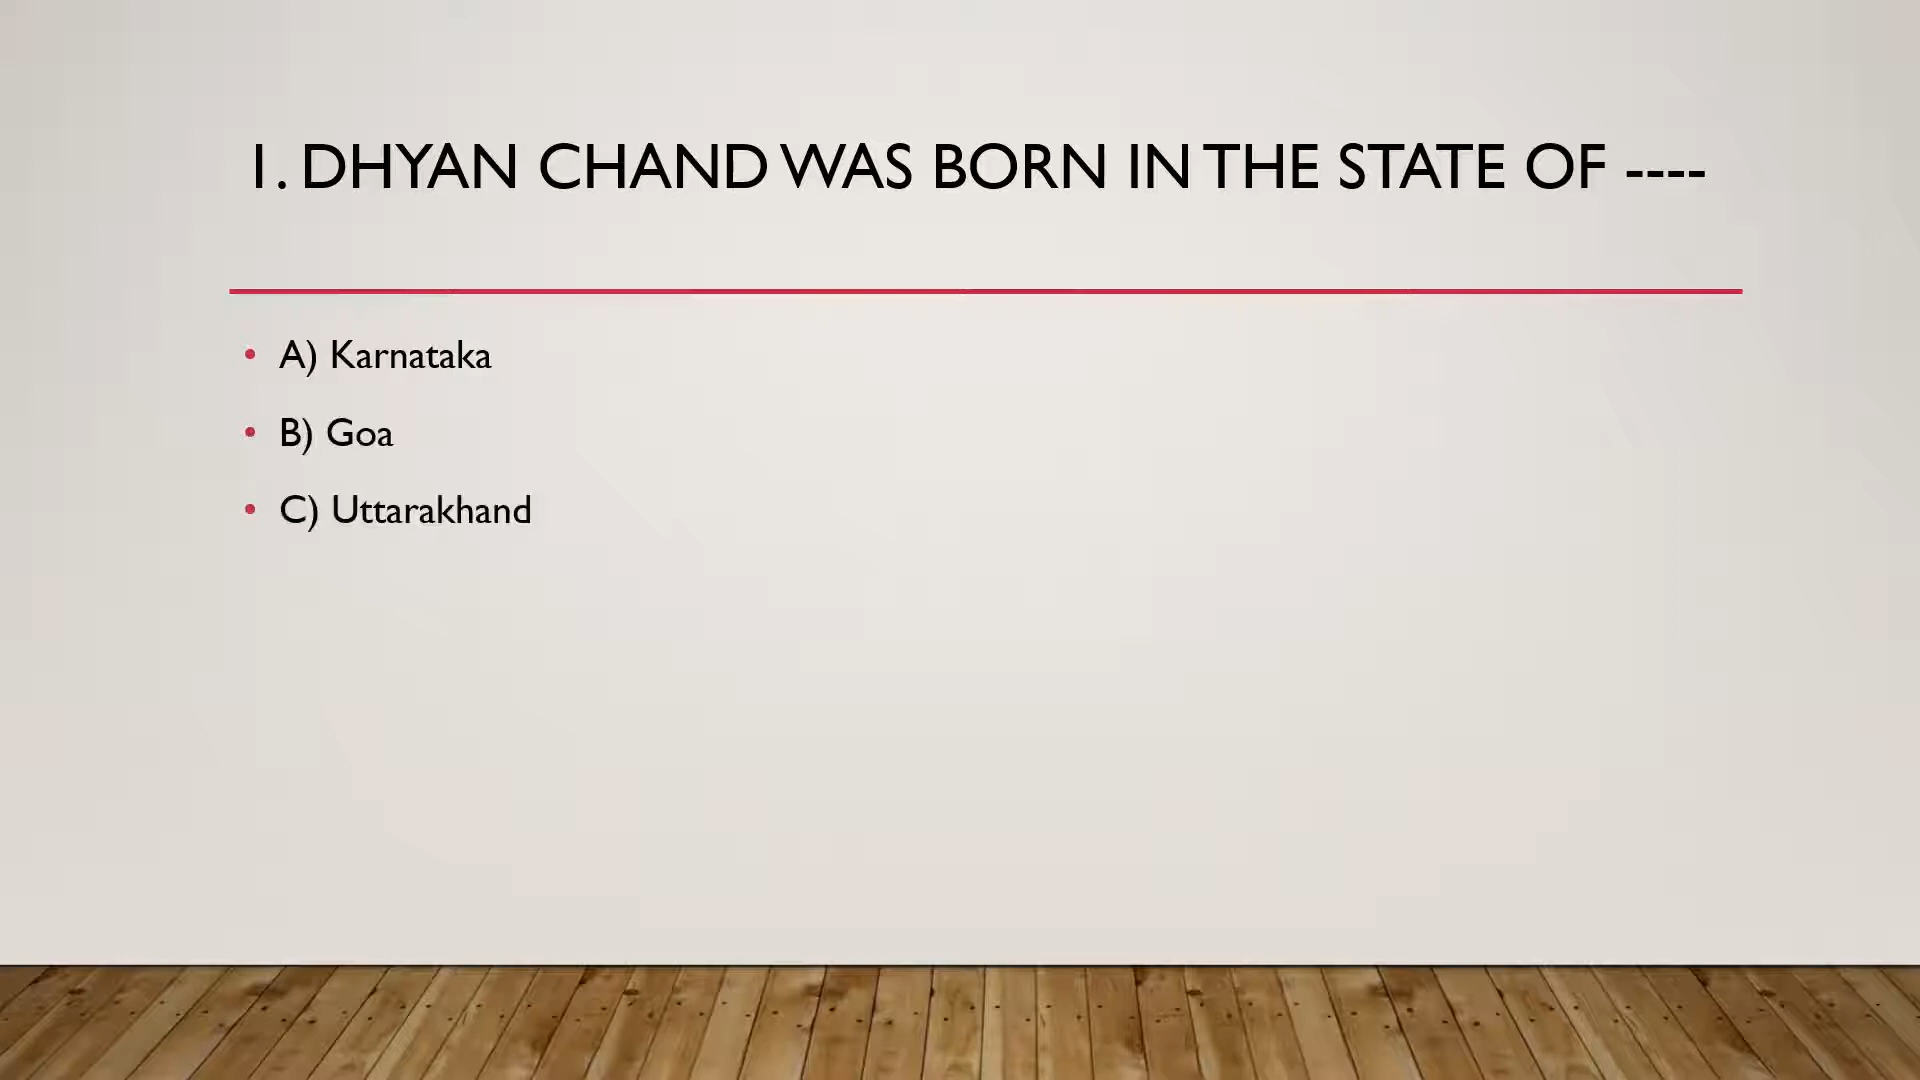 1. DHYAN CHAND WAS BORN IN THE STATE OF ----
• A) Karnataka
• B) Goa
• C) Uttarakhand